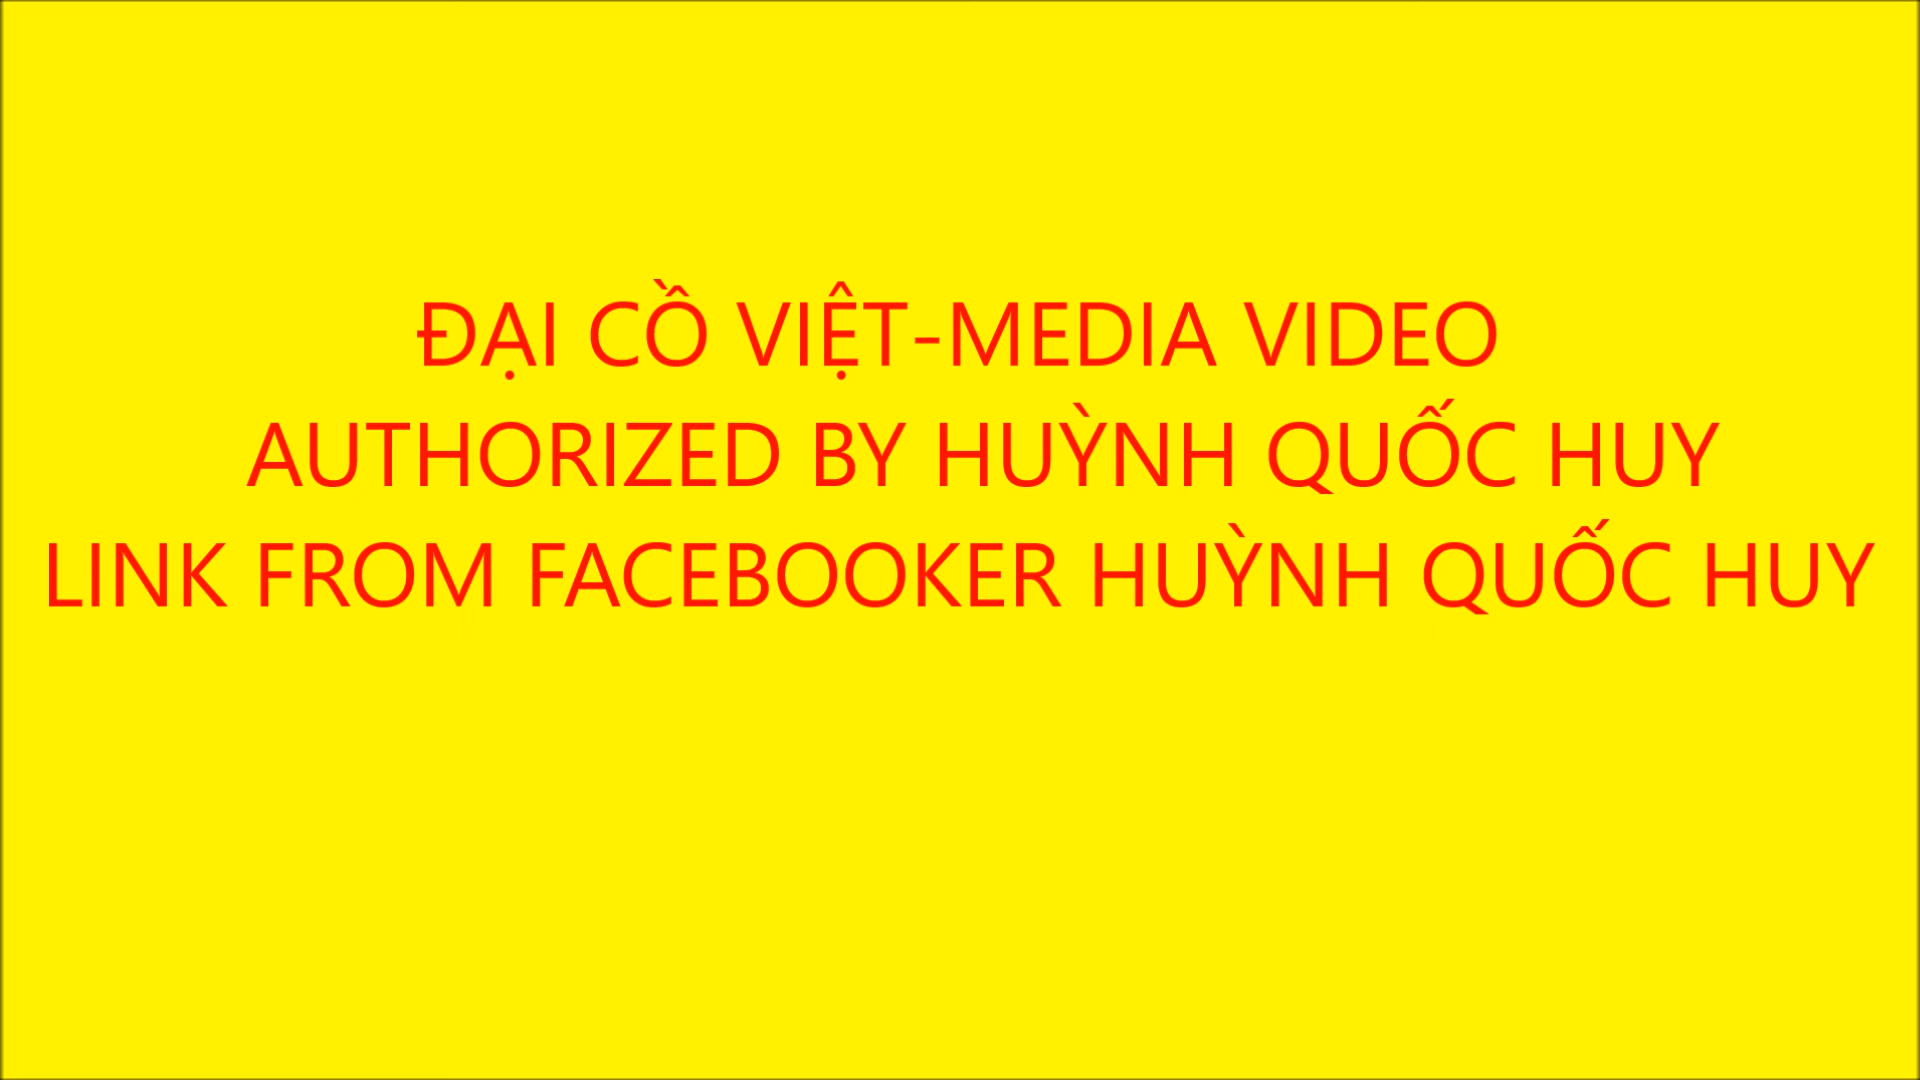 ĐẠI CỒ VIỆT-MEDIA VIDEO
AUTHORIZED BY HUỲNH QUỐC HUY
LINK FROM FACEBOOKER HUỲNH QUỐC HUY